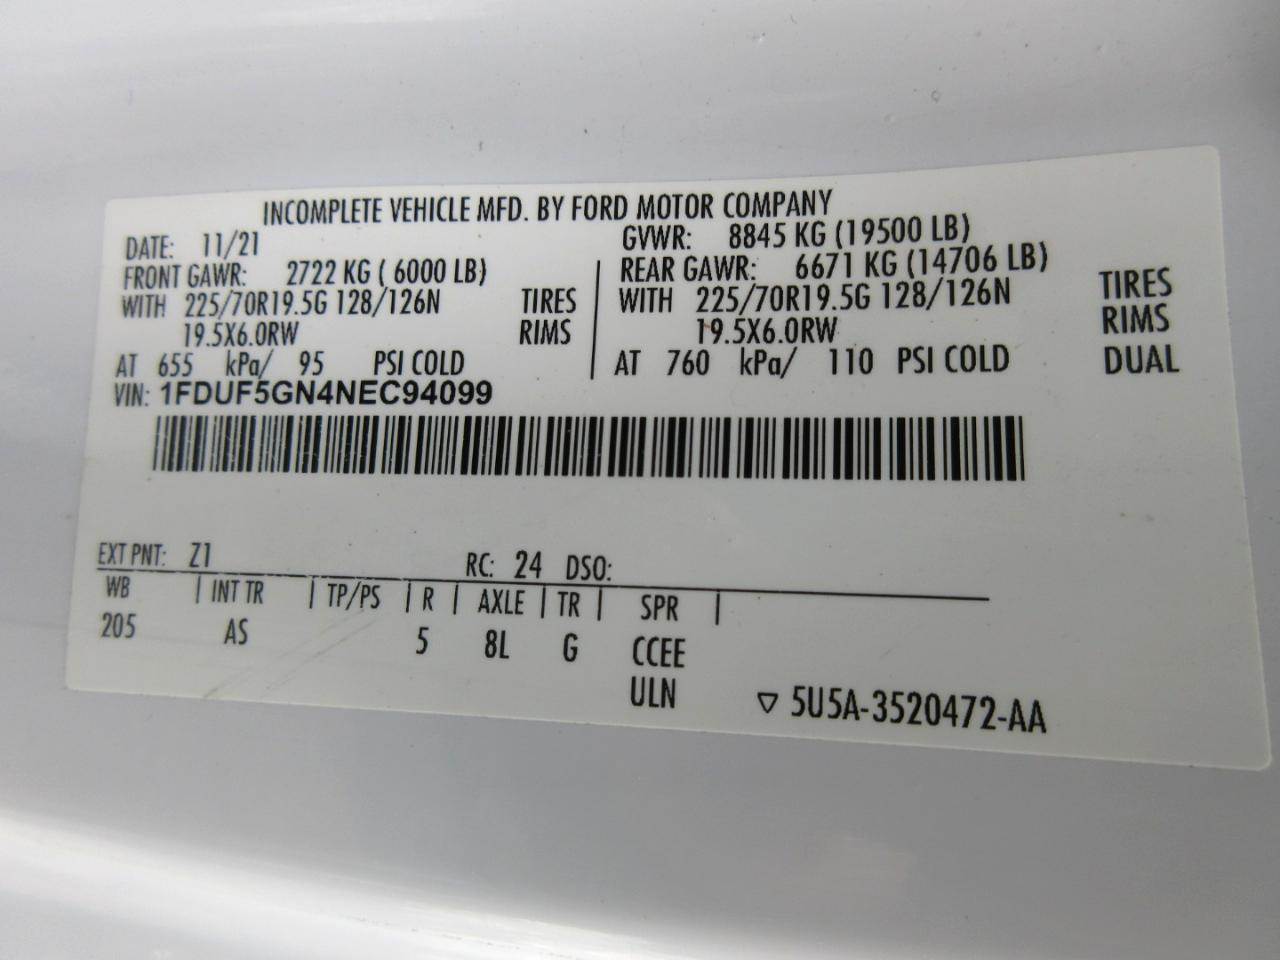 INCOMPLETE VEHICLE MFD. BY FORD MOTOR COMPANY
DATE: 11/21 GVWR: 8845 KG (19500 LB)
FRONT GAWR: 2722 KG ( 6000 LB) REAR GAWR: 6671 KG (14706 LB)
WITH 225/70R19.5G 128/126N TIRES WITH 225/70R19.5G 128/126N TIRES
19.5X6.0RW RIMS 19.5X6.0RW RIMS
AT 655 kPa/ 95 PSI COLD AT 760 kPa/ 110 PSI COLD DUAL
VIN: 1FDUF5GN4NEC94099
EXT PNT: Z1 RC: 24 DSO:
WB INT TR TP/PS R AXLE TR SPR
205 AS 5 8L G CCEE
ULN ▽ 5U5A-3520472-AA